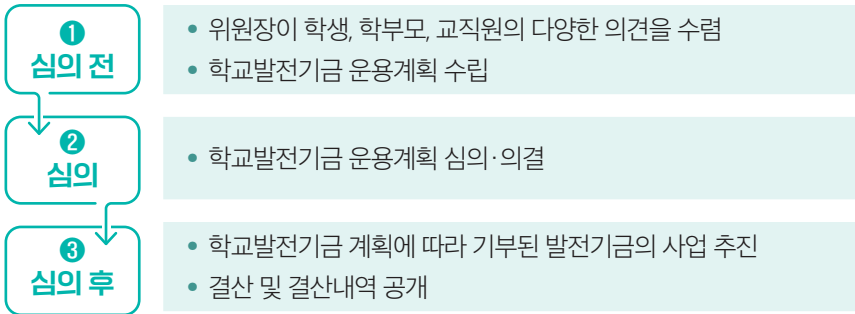 ❶
심의 전
• 위원장이 학생, 학부모, 교직원의 다양한 의견을 수렴
• 학교발전기금 운용계획 수립
❷
심의
• 학교발전기금 운용계획 심의·의결
❸
심의 후
• 학교발전기금 계획에 따라 기부된 발전기금의 사업 추진
• 결산 및 결산내역 공개